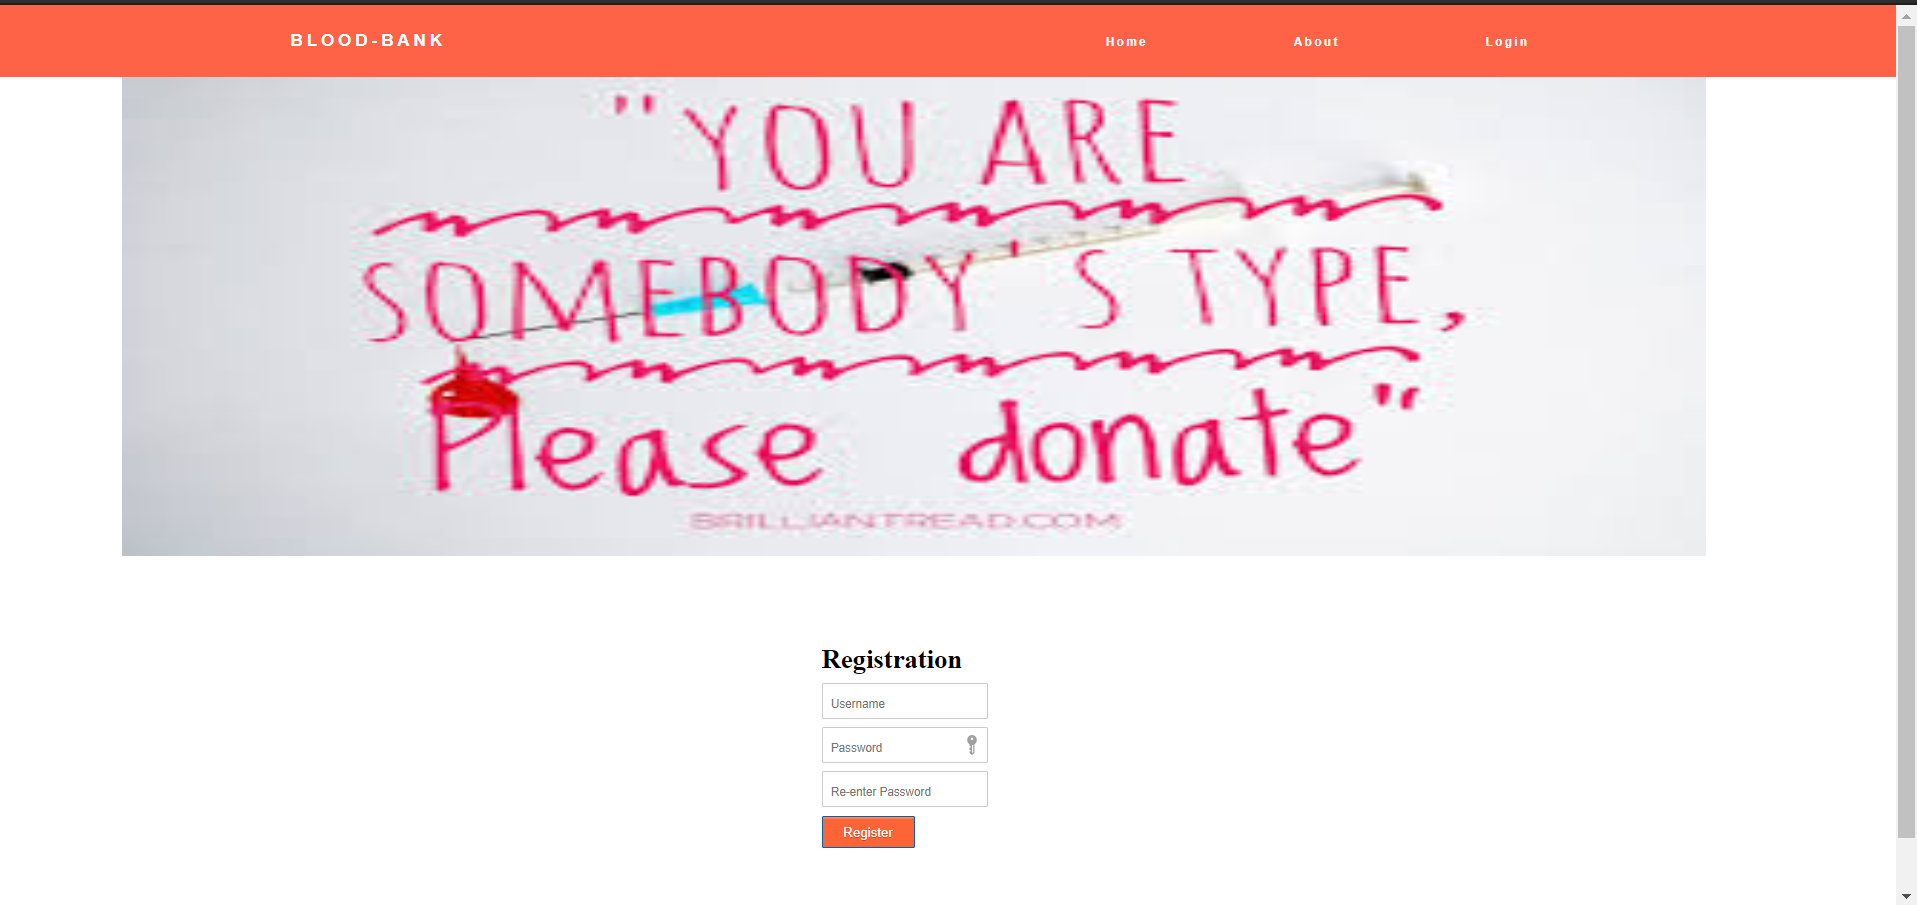 BLOOD-BANK
Home
About
Login
"YOU ARE
SOMEBODY'S TYPE,
Please donate"
BRILLIANTREAD.COM
Registration
Username
Password
Re-enter Password
Register